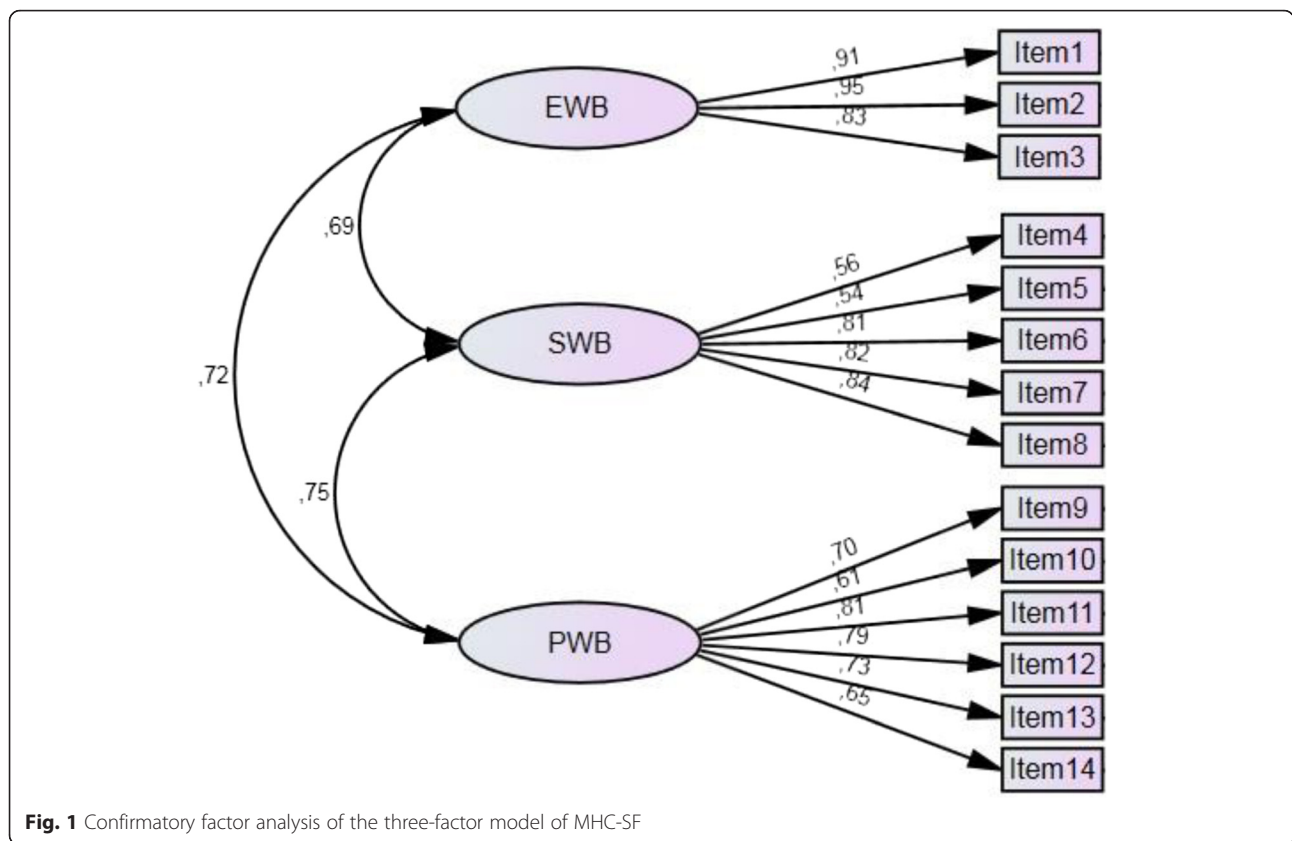 ,91
Item1
EWB
,95
Item2
,83
Item3
,69
,56
Item4
,54
Item5
SWB
,81
Item6
,82
Item7
,84
Item8
,72
,75
,70
Item9
,61
Item10
PWB
,81
Item11
,79
Item12
,73
Item13
,65
Item14
Fig. 1 Confirmatory factor analysis of the three-factor model of MHC-SF